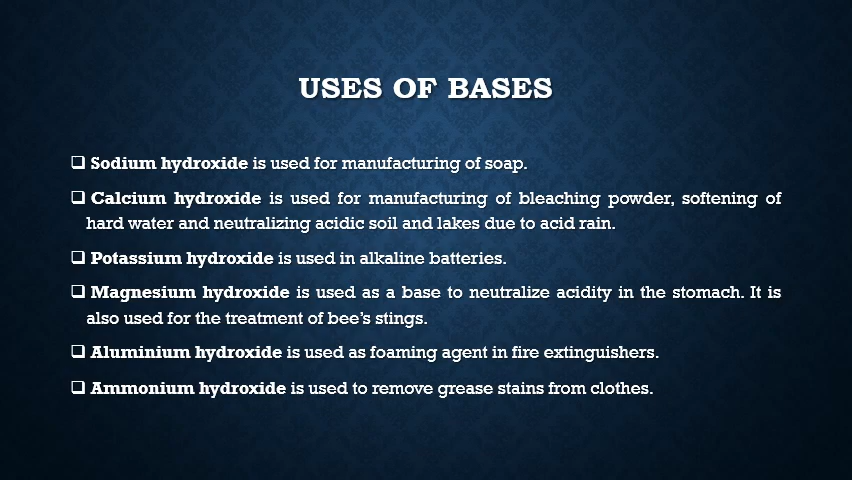 USES OF BASES
❑ Sodium hydroxide is used for manufacturing of soap.
❑ Calcium hydroxide is used for manufacturing of bleaching powder, softening of
hard water and neutralizing acidic soil and lakes due to acid rain.
❑ Potassium hydroxide is used in alkaline batteries.
❑ Magnesium hydroxide is used as a base to neutralize acidity in the stomach. It is
also used for the treatment of bee's stings.
❑ Aluminium hydroxide is used as foaming agent in fire extinguishers.
❑ Ammonium hydroxide is used to remove grease stains from clothes.